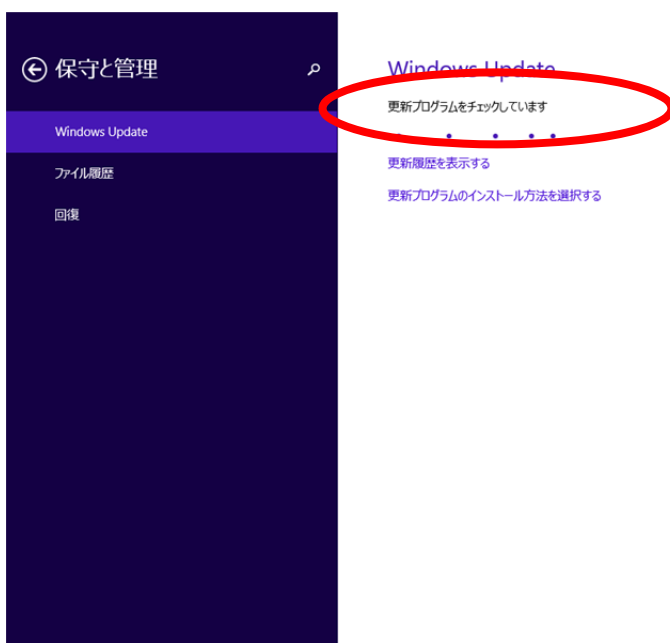 保守と管理
Windows Update
ファイル履歴
回復
Windows Update
更新プログラムをチェックしています
更新履歴を表示する
更新プログラムのインストール方法を選択する